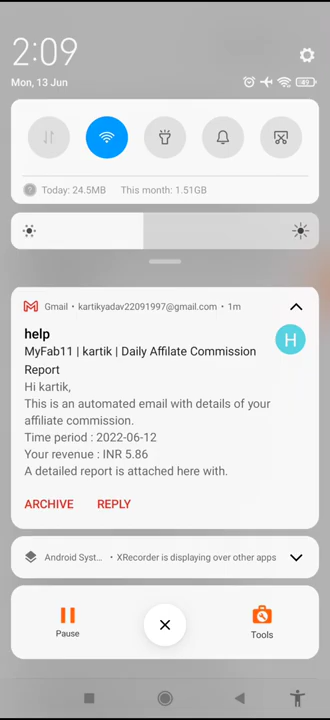 2:09
Mon, 13 Jun
Today: 24.5MB This month: 1.51GB
Gmail • kartikyadav22091997@gmail.com • 1m
help
H
MyFab11 | kartik | Daily Affilate Commission
Report
Hi kartik,
This is an automated email with details of your
affiliate commission.
Time period : 2022-06-12
Your revenue : INR 5.86
A detailed report is attached here with.
ARCHIVE REPLY
Android Syst... • XRecorder is displaying over other apps
Pause
Tools